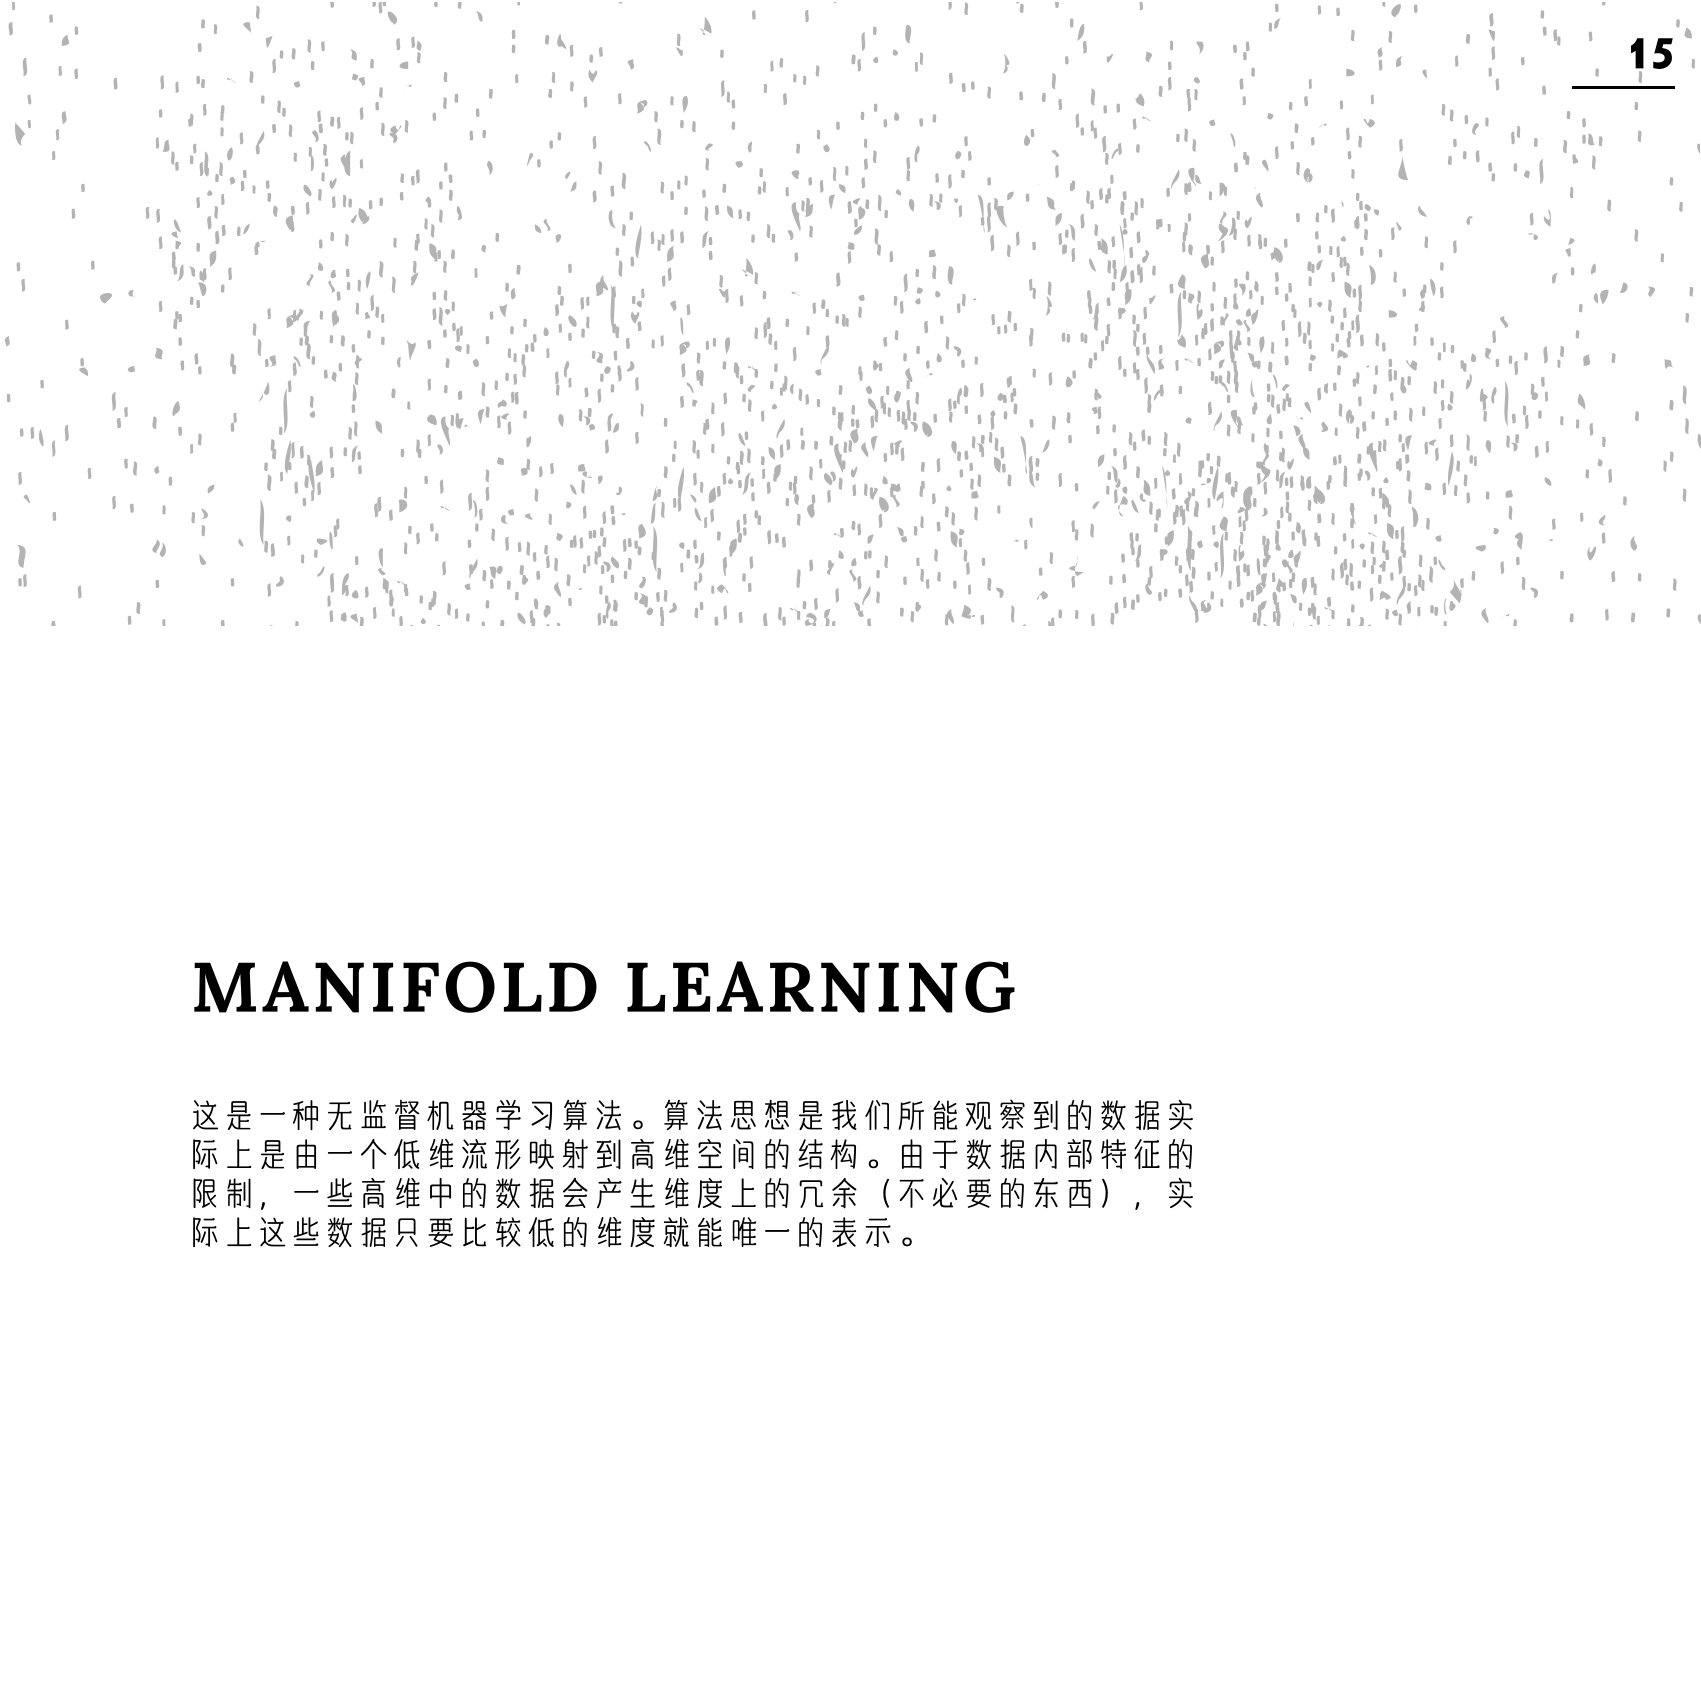 15
MANIFOLD LEARNING
这是一种无监督机器学习算法。算法思想是我们所能观察到的数据实
际上是由一个低维流形映射到高维空间的结构。由于数据内部特征的
限制，一些高维中的数据会产生维度上的冗余（不必要的东西），实
际上这些数据只要比较低的维度就能唯一的表示。